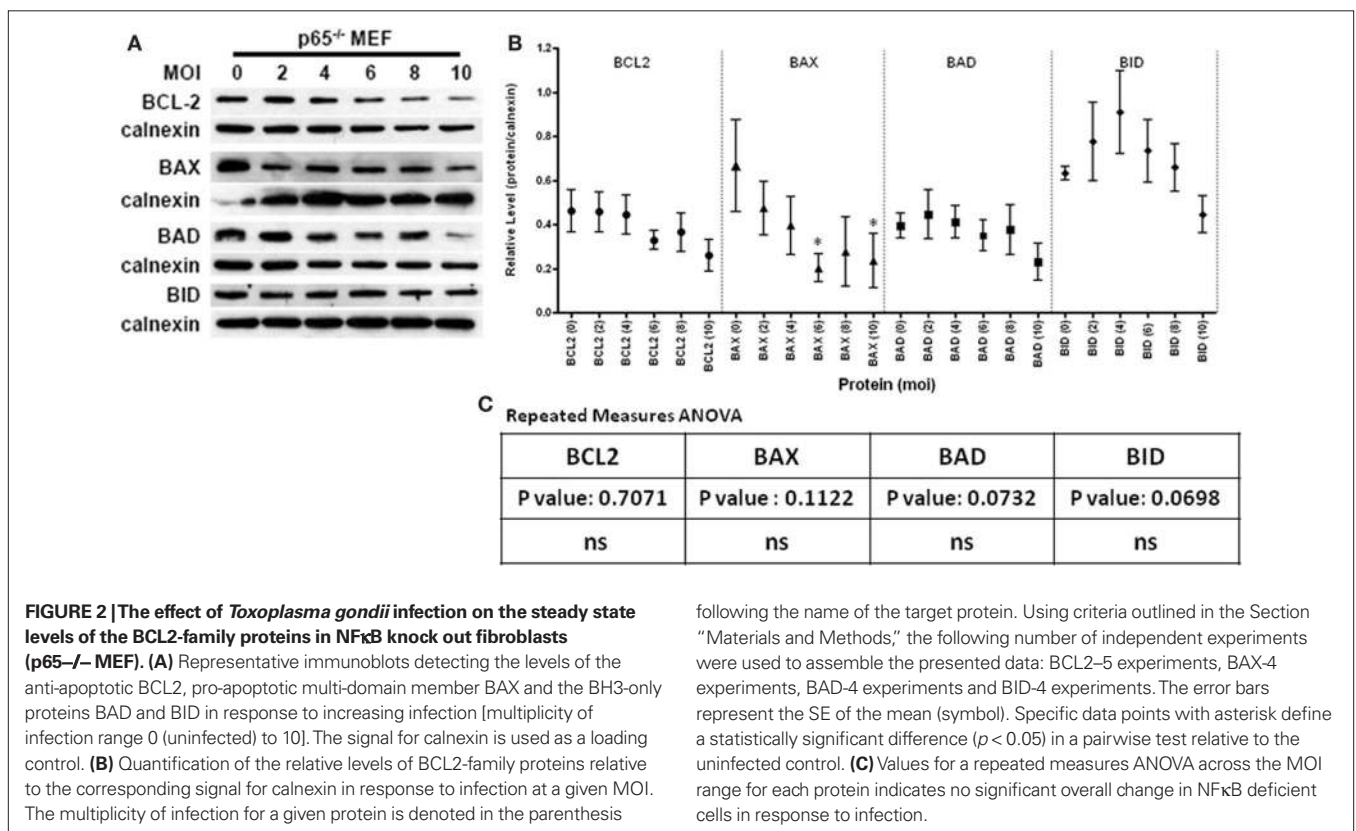 A
p65-/- MEF
MOI 0 2 4 6 8 10
BCL-2
calnexin
BAX
calnexin
BAD
calnexin
BID
calnexin
B
BCL2 BAX BAD BID
Relative Level (protein/calnexin)
1.2
1.0
0.8
0.6
0.4
0.2
0.0
* *
BCL2 (0) BCL2 (2) BCL2 (4) BCL2 (6) BCL2 (8) BCL2 (10) BAX (0) BAX (2) BAX (4) BAX (6) BAX (8) BAX (10) BAD (0) BAD (2) BAD (4) BAD (6) BAD (8) BAD (10) BID (0) BID (2) BID (4) BID (6) BID (8) BID (10)
Protein (moi)
C Repeated Measures ANOVA
BCL2 BAX BAD BID
P value: 0.7071 P value : 0.1122 P value: 0.0732 P value: 0.0698
ns ns ns ns
FIGURE 2 | The effect of Toxoplasma gondii infection on the steady state
levels of the BCL2-family proteins in NFκB knock out fibroblasts
(p65−/− MEF). (A) Representative immunoblots detecting the levels of the
anti-apoptotic BCL2, pro-apoptotic multi-domain member BAX and the BH3-only
proteins BAD and BID in response to increasing infection [multiplicity of
infection range 0 (uninfected) to 10]. The signal for calnexin is used as a loading
control. (B) Quantification of the relative levels of BCL2-family proteins relative
to the corresponding signal for calnexin in response to infection at a given MOI.
The multiplicity of infection for a given protein is denoted in the parenthesis
following the name of the target protein. Using criteria outlined in the Section
"Materials and Methods," the following number of independent experiments
were used to assemble the presented data: BCL2–5 experiments, BAX-4
experiments, BAD-4 experiments and BID-4 experiments. The error bars
represent the SE of the mean (symbol). Specific data points with asterisk define
a statistically significant difference (p < 0.05) in a pairwise test relative to the
uninfected control. (C) Values for a repeated measures ANOVA across the MOI
range for each protein indicates no significant overall change in NFκB deficient
cells in response to infection.